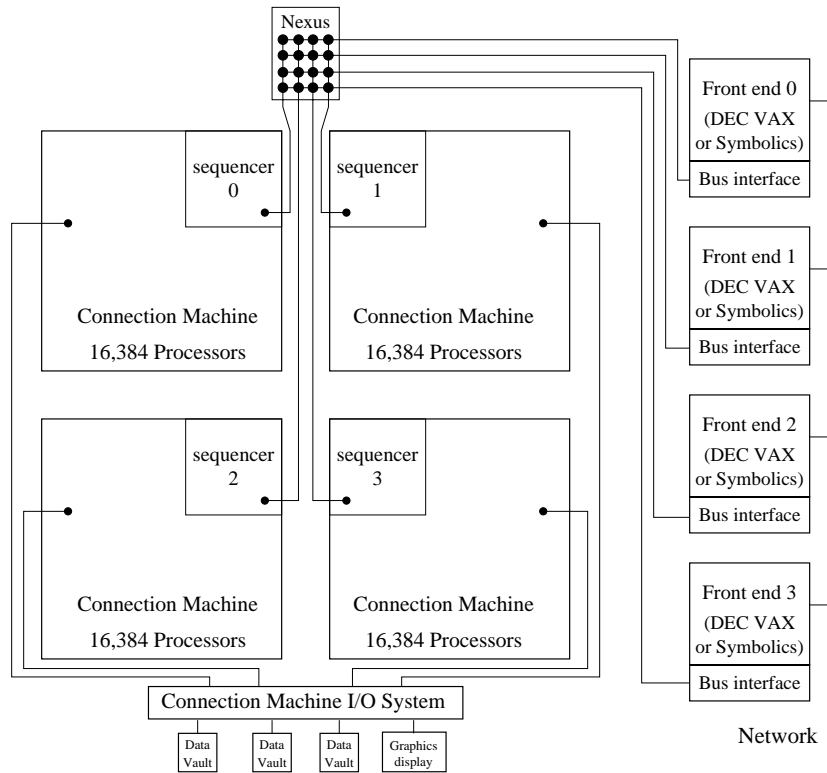 Nexus
sequencer
0
Connection Machine
16,384 Processors
sequencer
1
Connection Machine
16,384 Processors
sequencer
2
Connection Machine
16,384 Processors
sequencer
3
Connection Machine
16,384 Processors
Front end 0
(DEC VAX
or Symbolics)
Bus interface
Front end 1
(DEC VAX
or Symbolics)
Bus interface
Front end 2
(DEC VAX
or Symbolics)
Bus interface
Front end 3
(DEC VAX
or Symbolics)
Bus interface
Connection Machine I/O System
Data
Vault
Data
Vault
Data
Vault
Graphics
display
Network